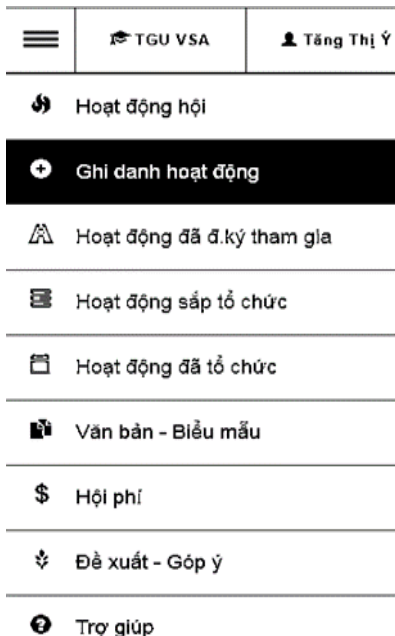 TGU VSA
Tăng Thị Ý
Hoạt động hội
Ghi danh hoạt động
Hoạt động đã đ.ký tham gia
Hoạt động sắp tổ chức
Hoạt động đã tổ chức
Văn bản - Biểu mẫu
Hội phí
Đề xuất - Góp ý
Trợ giúp